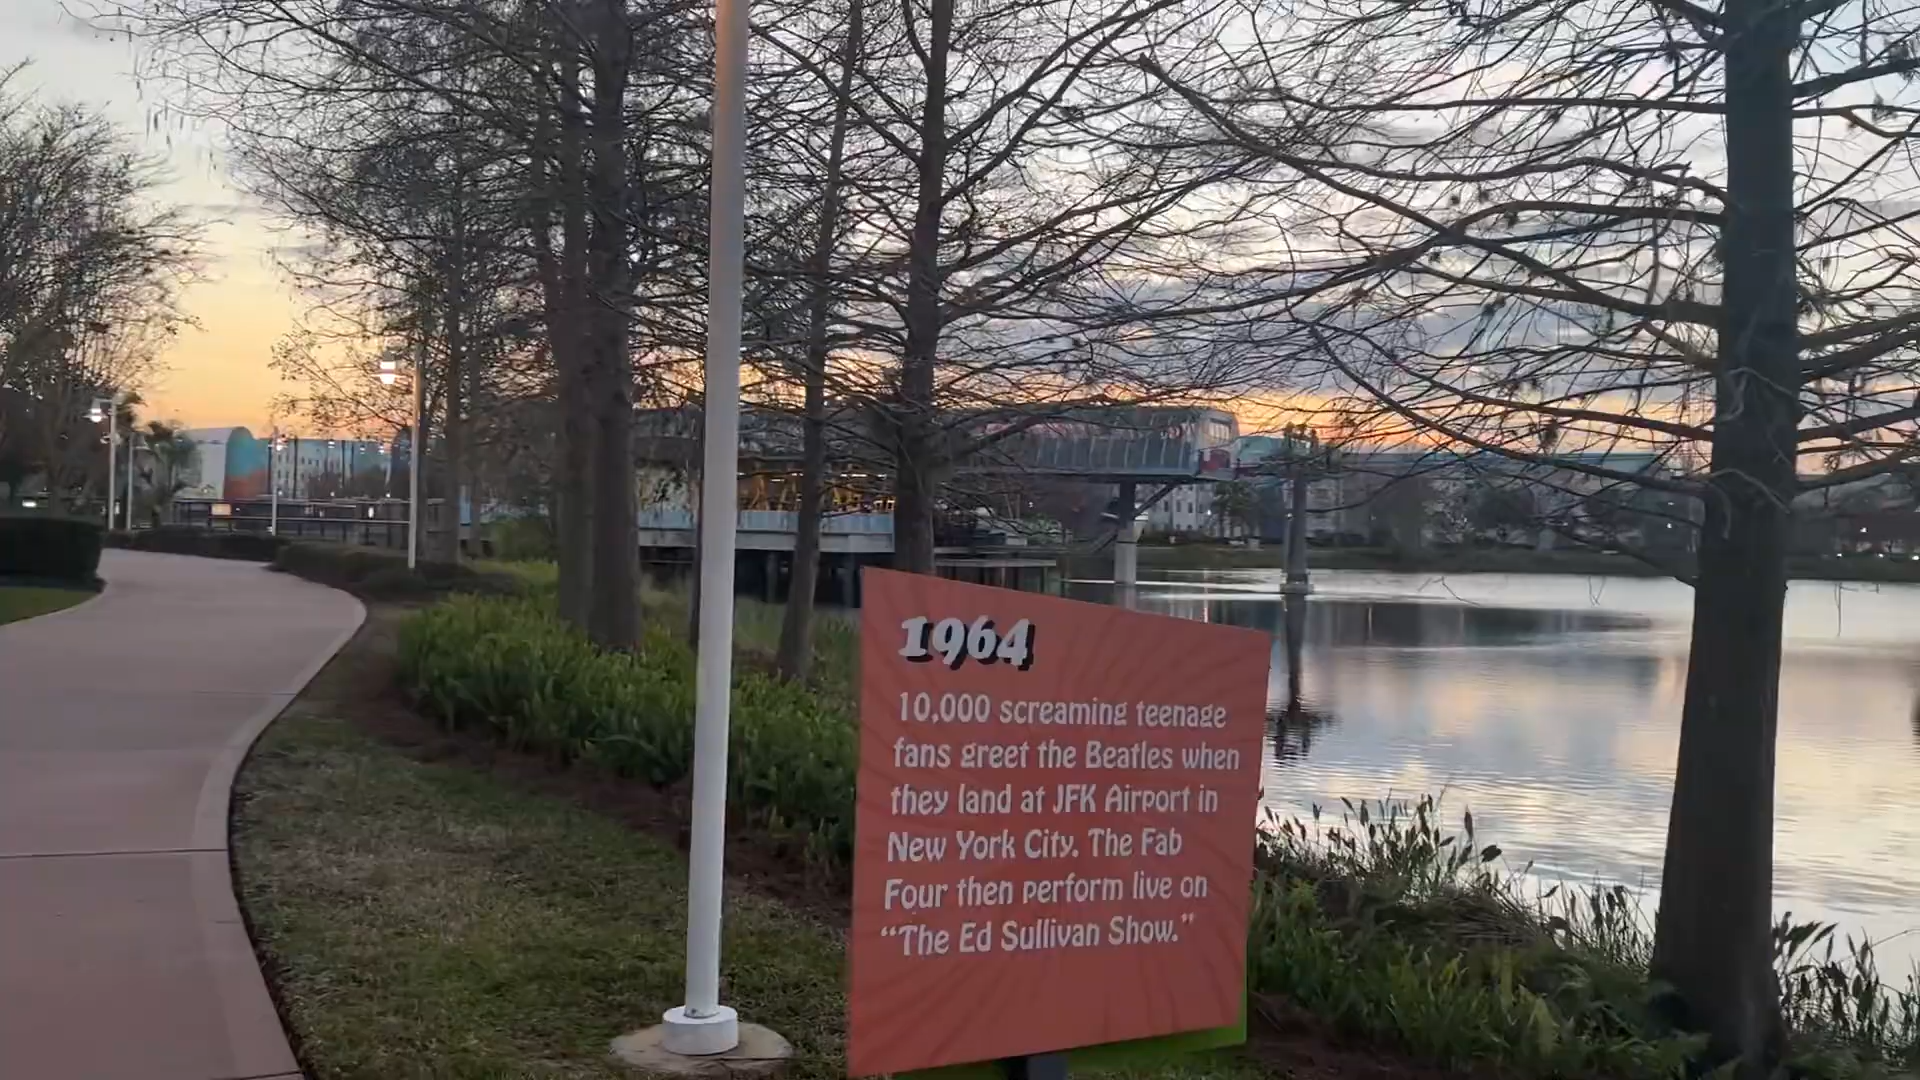 1964
10,000 screaming teenage
fans greet the Beatles when
they land at JFK Airport in
New York City. The Fab
Four then perform live on
“The Ed Sullivan Show.”